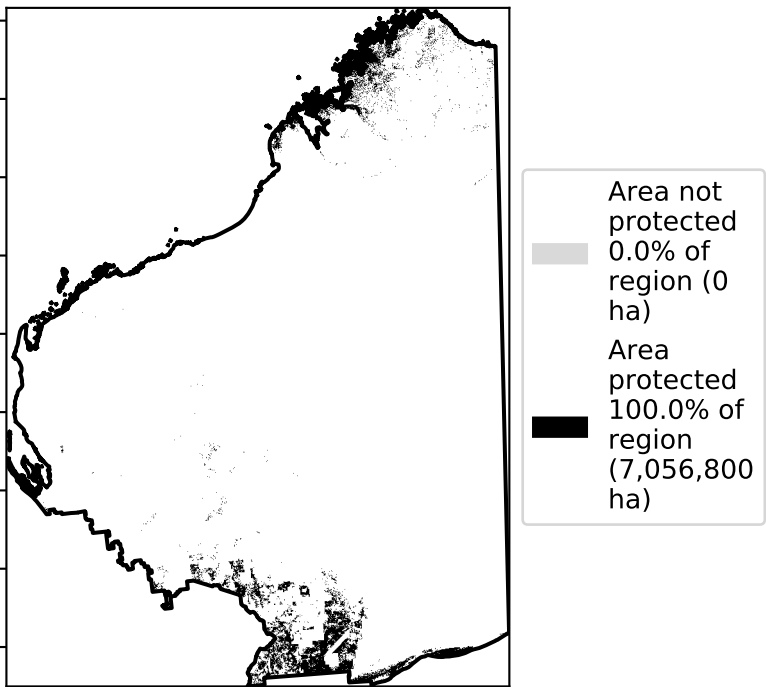 Area not
protected
0.0% of
region (0
ha)
Area
protected
100.0% of
region
(7,056,800
ha)